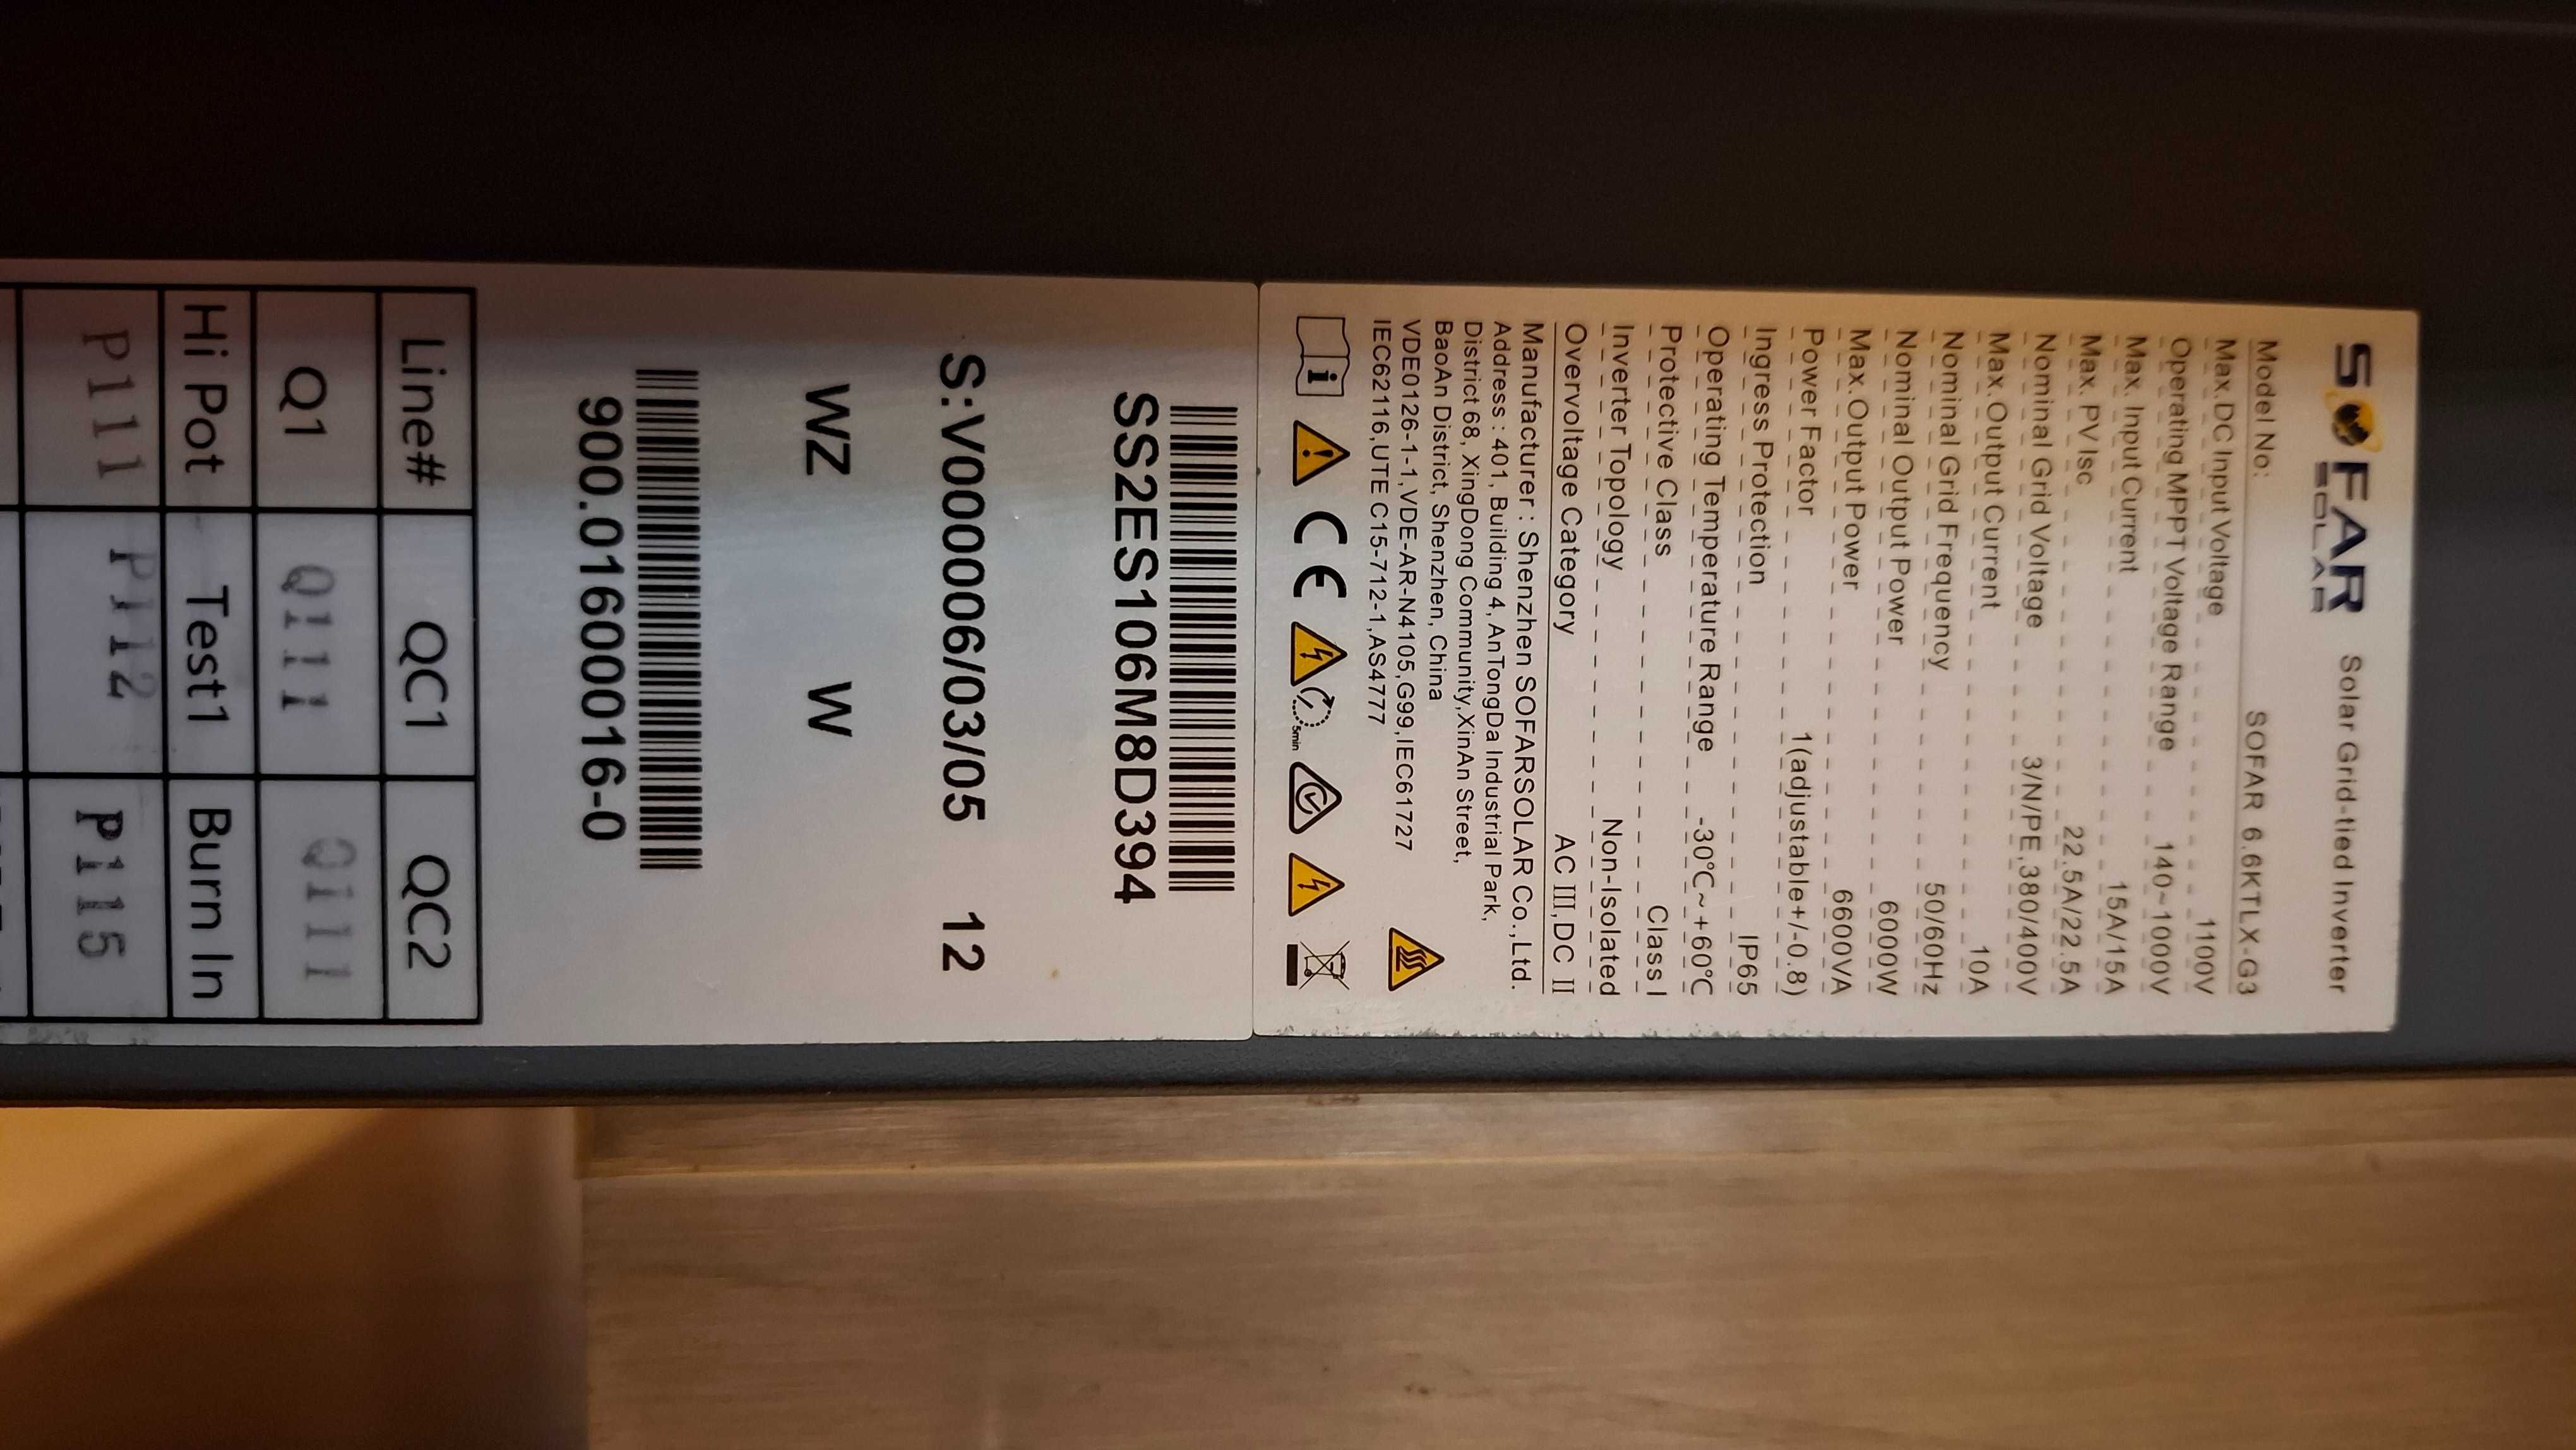 SOFAR Solar Grid-tied Inverter
SOLAR
Model No: SOFAR 6.6KTLX-G3
Max.DC Input Voltage 1100V
Operating MPPT Voltage Range 140~1000V
Max. Input Current 15A/15A
Max. PV Isc 22.5A/22.5A
Nominal Grid Voltage 3/N/PE,380/400V
Max.Output Current 10A
Nominal Grid Frequency 50/60Hz
Nominal Output Power 6000W
Max.Output Power 6600VA
Power Factor 1(adjustable+/-0.8)
Ingress Protection IP65
Operating Temperature Range -30°C~+60°C
Protective Class Class I
Inverter Topology Non-Isolated
Overvoltage Category AC III,DC II
Manufacturer : Shenzhen SOFARSOLAR Co.,Ltd.
Address : 401, Building 4, AnTongDa Industrial Park,
District 68, XingDong Community,XinAn Street,
BaoAn District, Shenzhen, China
VDE0126-1-1,VDE-AR-N4105,G99,IEC61727
IEC62116,UTE C15-712-1,AS4777
5min
SS2ES106M8D394
S:V000006/03/05 12
WZ W
900.01600016-0
Line# QC1 QC2
Q1 Q111 Q111
Hi Pot Test1 Burn In
P111 P112 P115